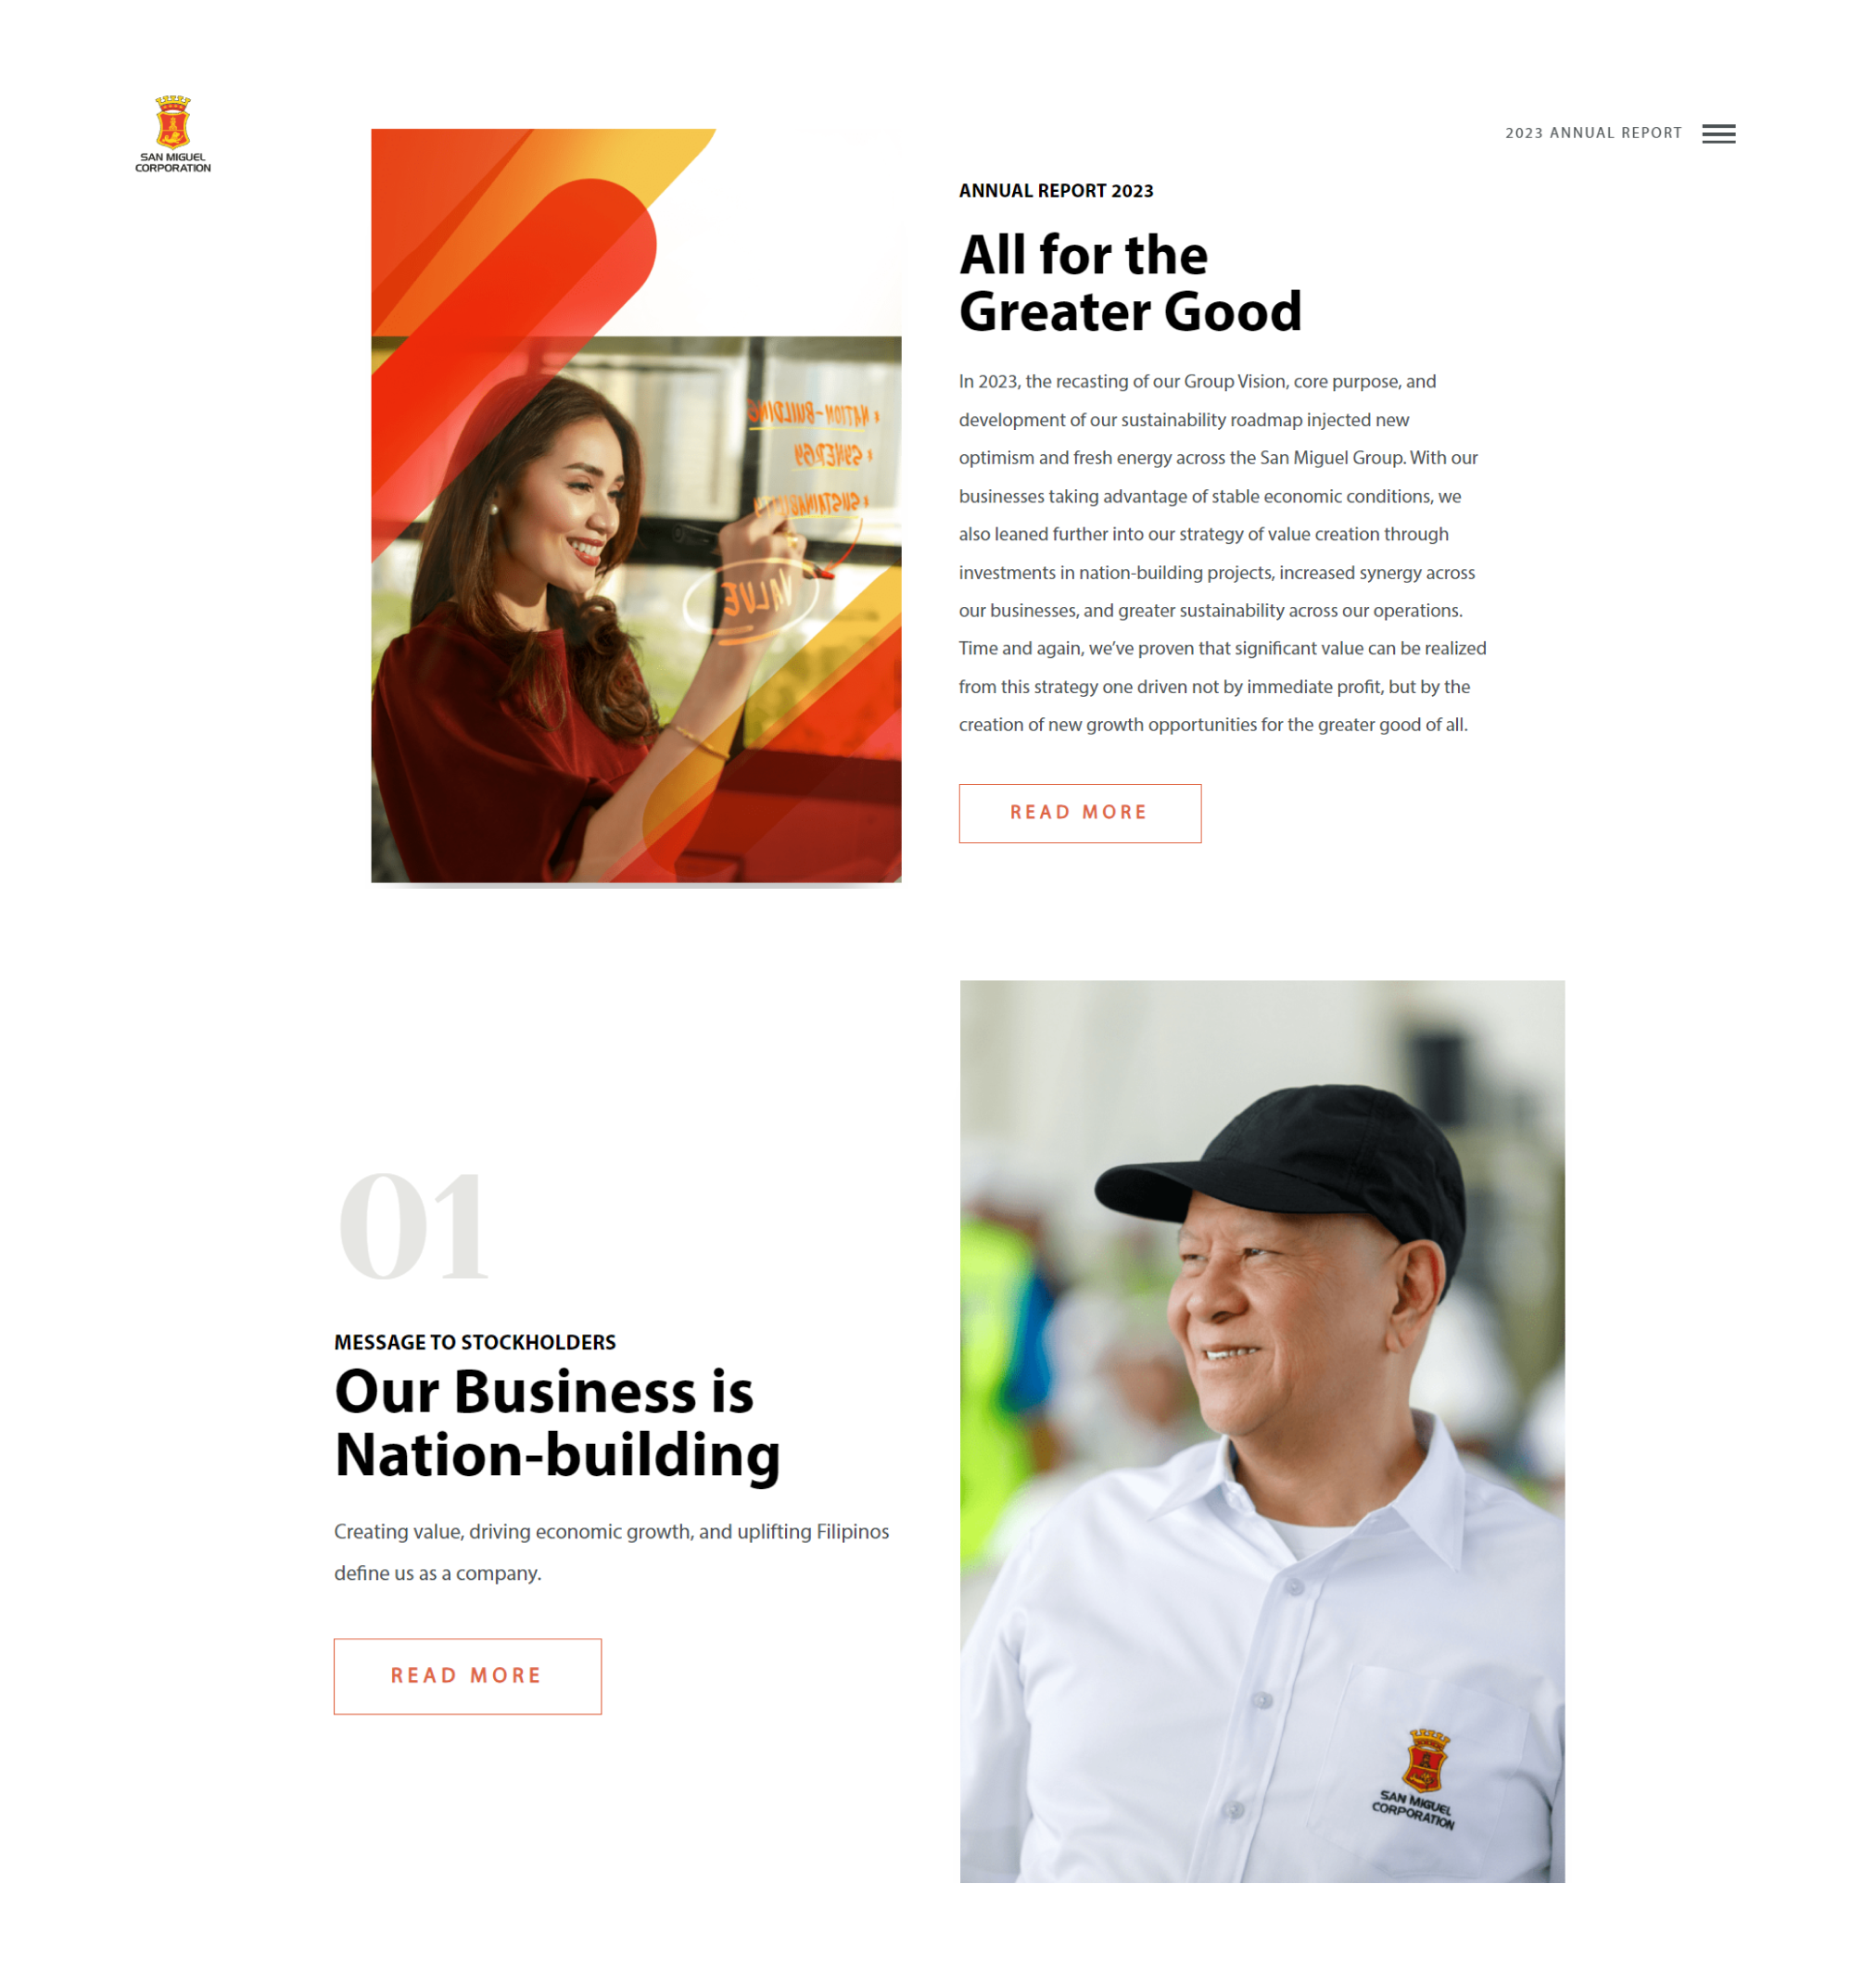 SAN MIGUEL
CORPORATION
2023 ANNUAL REPORT
NATION-BUILDING
SYNERGY
SUSTAINABILITY
VALUE
ANNUAL REPORT 2023
All for the
Greater Good
In 2023, the recasting of our Group Vision, core purpose, and
development of our sustainability roadmap injected new
optimism and fresh energy across the San Miguel Group. With our
businesses taking advantage of stable economic conditions, we
also leaned further into our strategy of value creation through
investments in nation-building projects, increased synergy across
our businesses, and greater sustainability across our operations.
Time and again, we’ve proven that significant value can be realized
from this strategy one driven not by immediate profit, but by the
creation of new growth opportunities for the greater good of all.
READ MORE
01
MESSAGE TO STOCKHOLDERS
Our Business is
Nation-building
Creating value, driving economic growth, and uplifting Filipinos
define us as a company.
READ MORE
SAN MIGUEL
CORPORATION